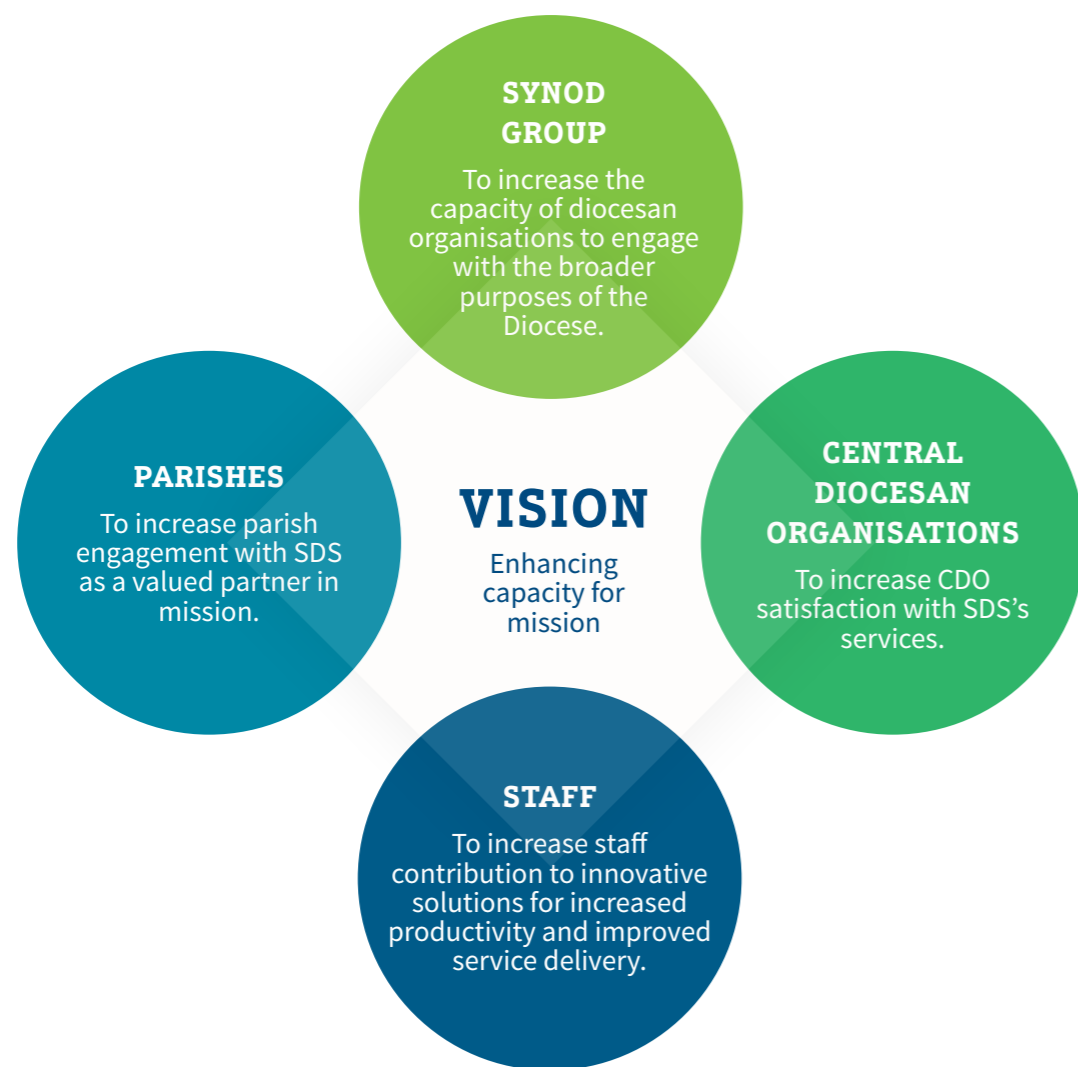 SYNOD
GROUP
To increase the
capacity of diocesan
organisations to engage
with the broader
purposes of the
Diocese.
PARISHES
To increase parish
engagement with SDS
as a valued partner in
mission.
VISION
Enhancing
capacity for
mission
CENTRAL
DIOCESAN
ORGANISATIONS
To increase CDO
satisfaction with SDS’s
services.
STAFF
To increase staff
contribution to innovative
solutions for increased
productivity and improved
service delivery.